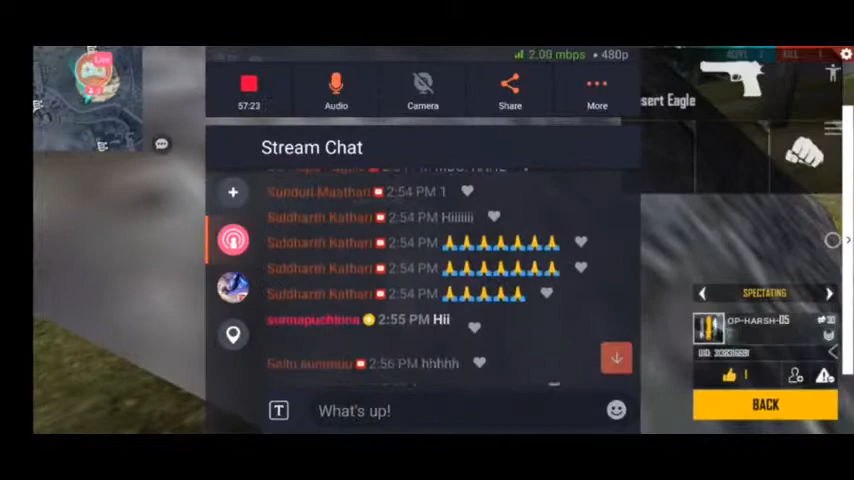 2.00 mbps • 480p
Live
57:23
Audio
Camera
Share
More
sert Eagle
Stream Chat
2:54 PM 1
Siddharth Kathari 2:54 PM Hiiiiiii
Siddharth Kathari 2:54 PM 🙏🙏🙏🙏🙏🙏🙏
Siddharth Kathari 2:54 PM 🙏🙏🙏🙏🙏🙏🙏
Siddharth Kathari 2:54 PM 🙏🙏🙏🙏🙏
2:55 PM Hii
2:56 PM hhhhh
T
What's up!
SPECTATING
OP-HARSH-05
1
BACK